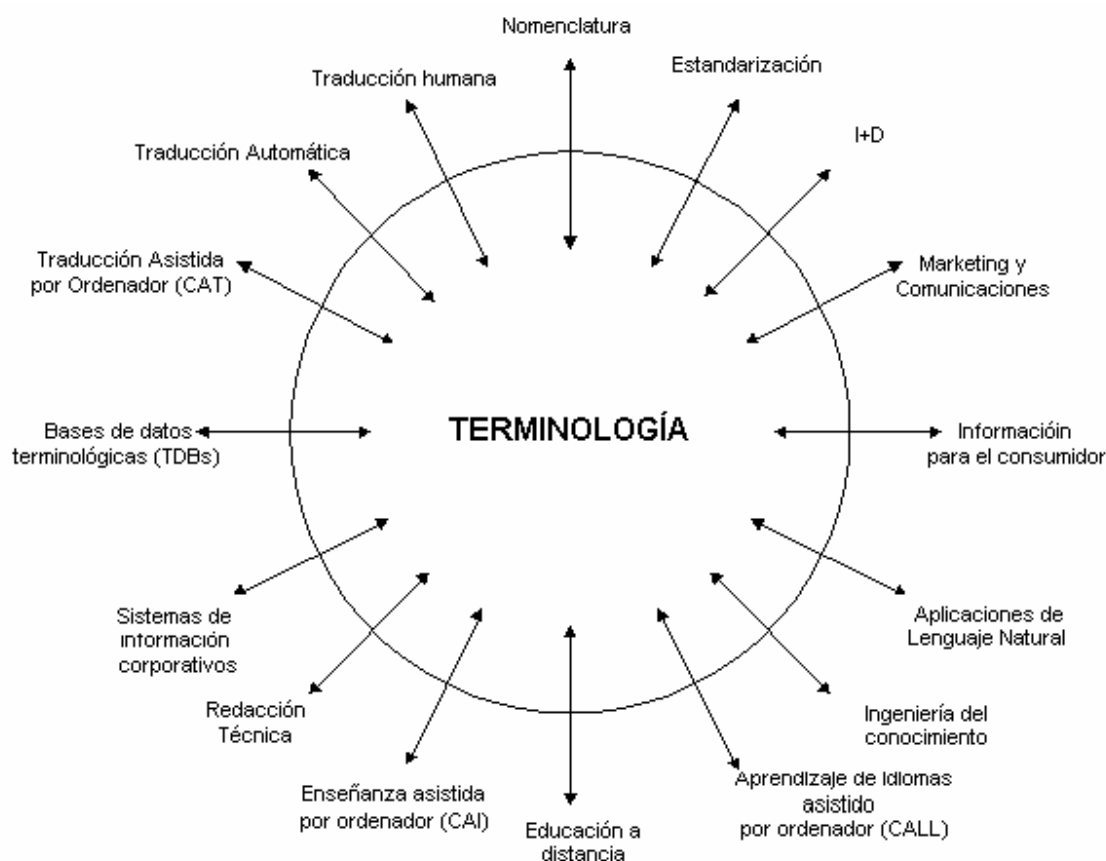 Nomenclatura
Estandarización
Traducción humana
I+D
Traducción Automática
Traducción Asistida
por Ordenador (CAT)
Marketing y
Comunicaciones
Bases de datos
terminológicas (TDBs)
TERMINOLOGÍA
Informacióin
para el consumidor
Sistemas de
información
corporativos
Aplicaciones de
Lenguaje Natural
Redacción
Técnica
Ingeniería del
conocimiento
Enseñanza asistida
por ordenador (CAI)
Educación a
distancia
Aprendizaje de idiomas
asistido
por ordenador (CALL)